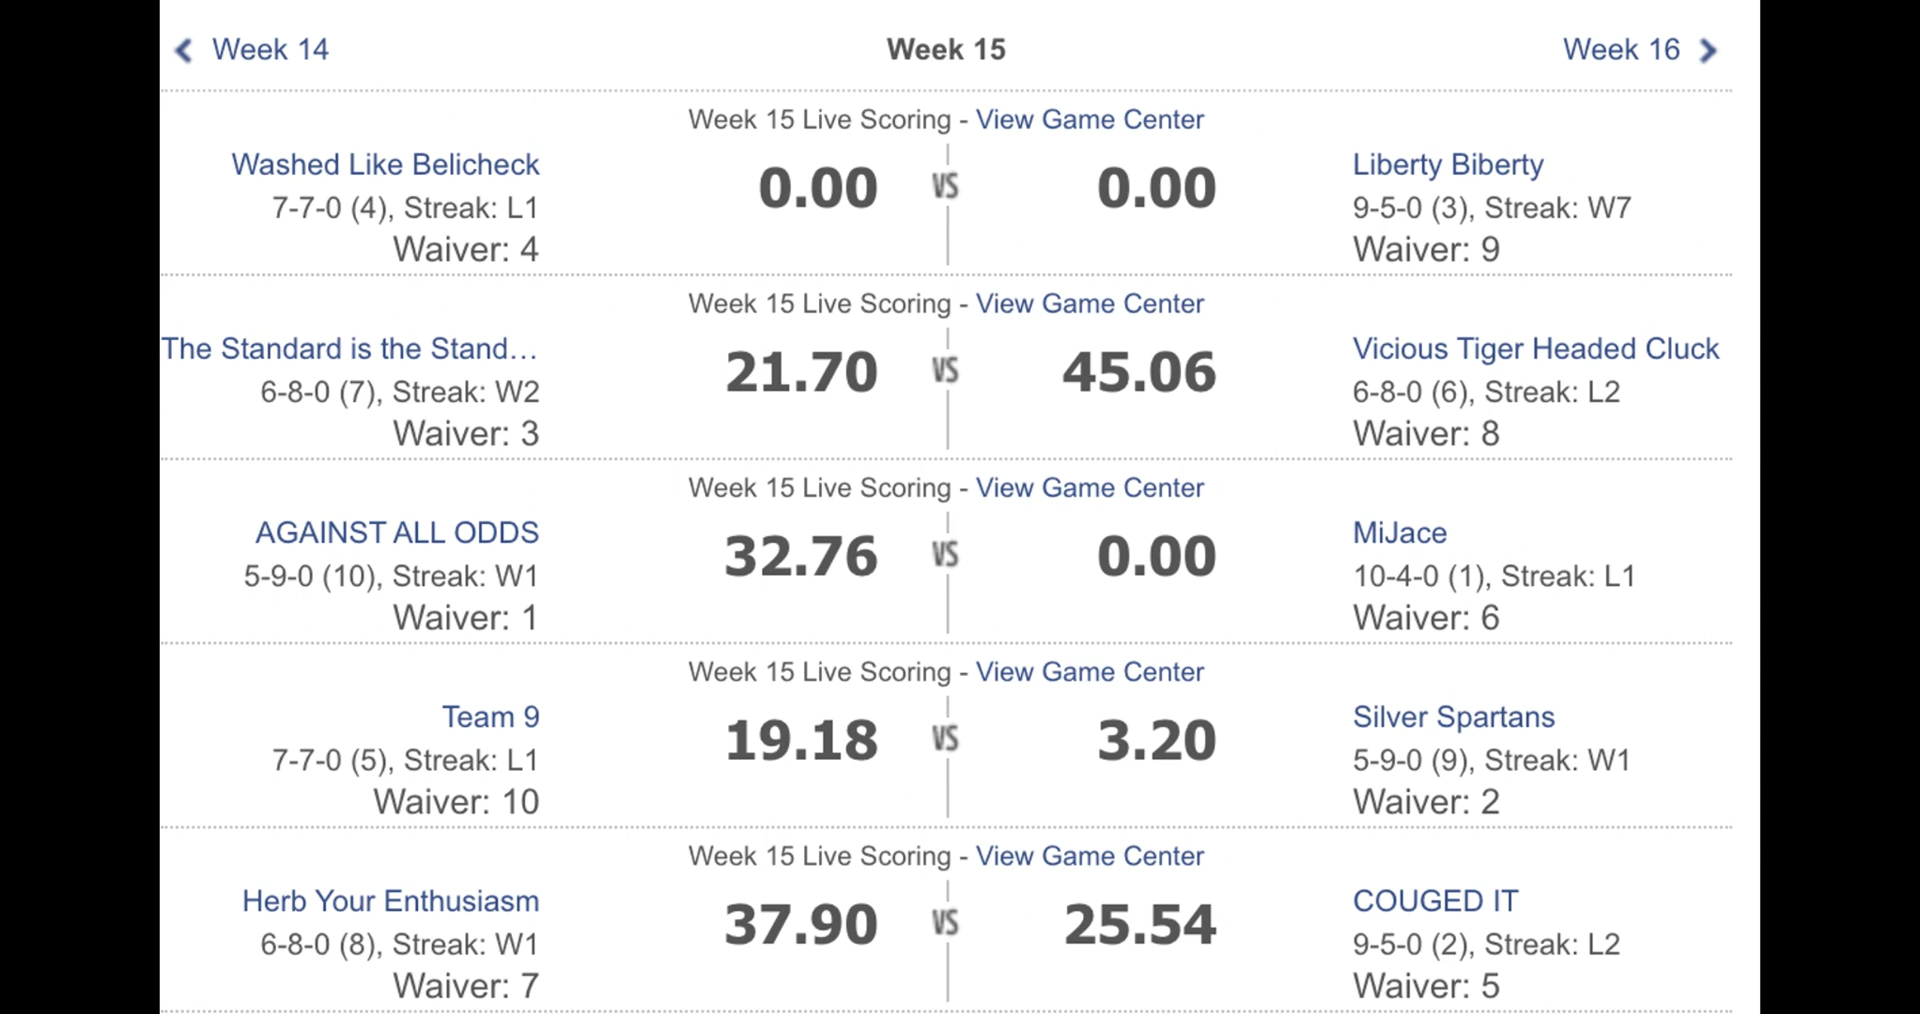 Week 14 Week 15 Week 16
Week 15 Live Scoring - View Game Center
Washed Like Belicheck 0.00 VS 0.00 Liberty Biberty
7-7-0 (4), Streak: L1 9-5-0 (3), Streak: W7
Waiver: 4 Waiver: 9
Week 15 Live Scoring - View Game Center
The Standard is the Stand... 21.70 VS 45.06 Vicious Tiger Headed Cluck
6-8-0 (7), Streak: W2 6-8-0 (6), Streak: L2
Waiver: 3 Waiver: 8
Week 15 Live Scoring - View Game Center
AGAINST ALL ODDS 32.76 VS 0.00 MiJace
5-9-0 (10), Streak: W1 10-4-0 (1), Streak: L1
Waiver: 1 Waiver: 6
Week 15 Live Scoring - View Game Center
Team 9 19.18 VS 3.20 Silver Spartans
7-7-0 (5), Streak: L1 5-9-0 (9), Streak: W1
Waiver: 10 Waiver: 2
Week 15 Live Scoring - View Game Center
Herb Your Enthusiasm 37.90 VS 25.54 COUGED IT
6-8-0 (8), Streak: W1 9-5-0 (2), Streak: L2
Waiver: 7 Waiver: 5